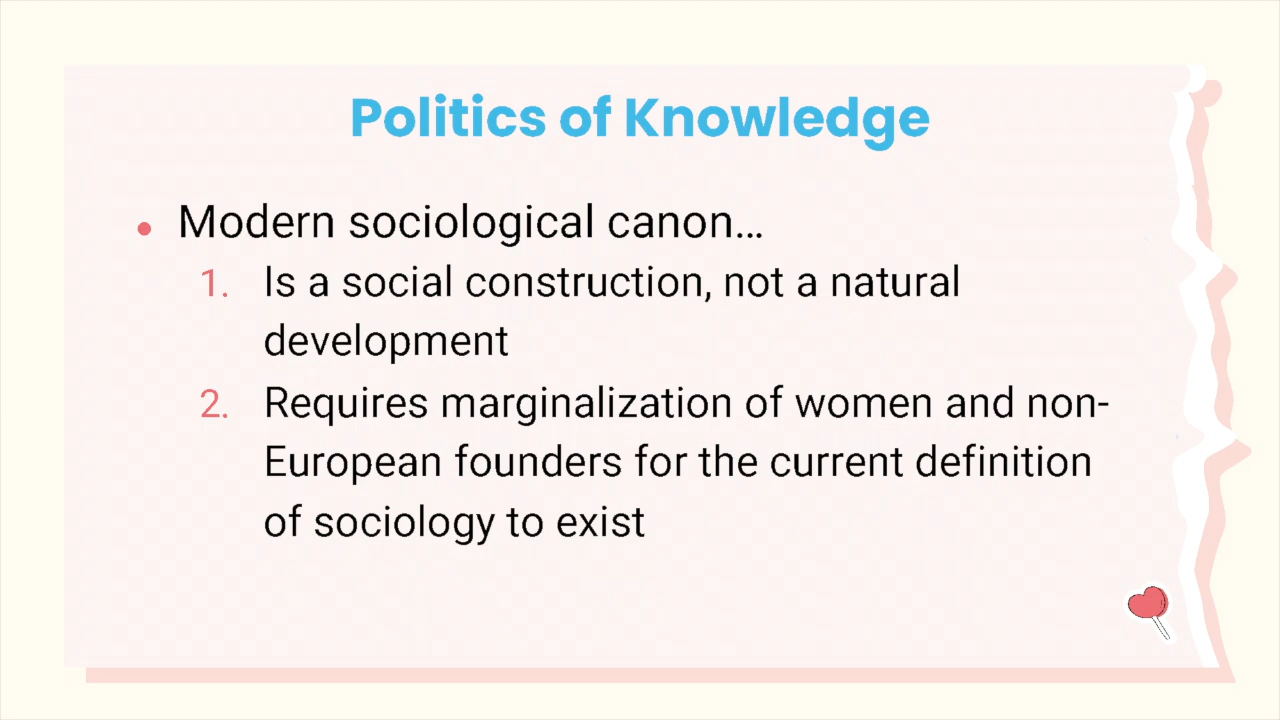 Politics of Knowledge
• Modern sociological canon…
1. Is a social construction, not a natural
development
2. Requires marginalization of women and non-
European founders for the current definition
of sociology to exist